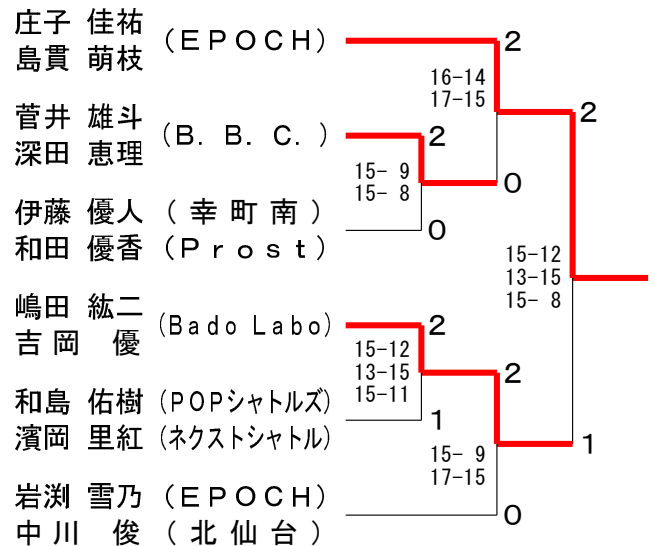 庄子 佳祐 (EPOCH)
島貫 萌枝
2
16-14
17-15
2
菅井 雄斗 (B. B. C. )
深田 恵理
2
15- 9
15- 8
0
伊藤 優人 ( 幸 町 南 )
0
和田 優香 (Prost)
15-12
13-15
15- 8
嶋田 紘二 (Bado Labo)
吉 岡 優
2
15-12
13-15
15-11
2
和島 佑樹 (POPシャトルズ)
1
濱岡 里紅 (ネクストシャトル)
1
15- 9
17-15
岩渕 雪乃 (EPOCH)
0
中 川 俊 ( 北 仙 台 )